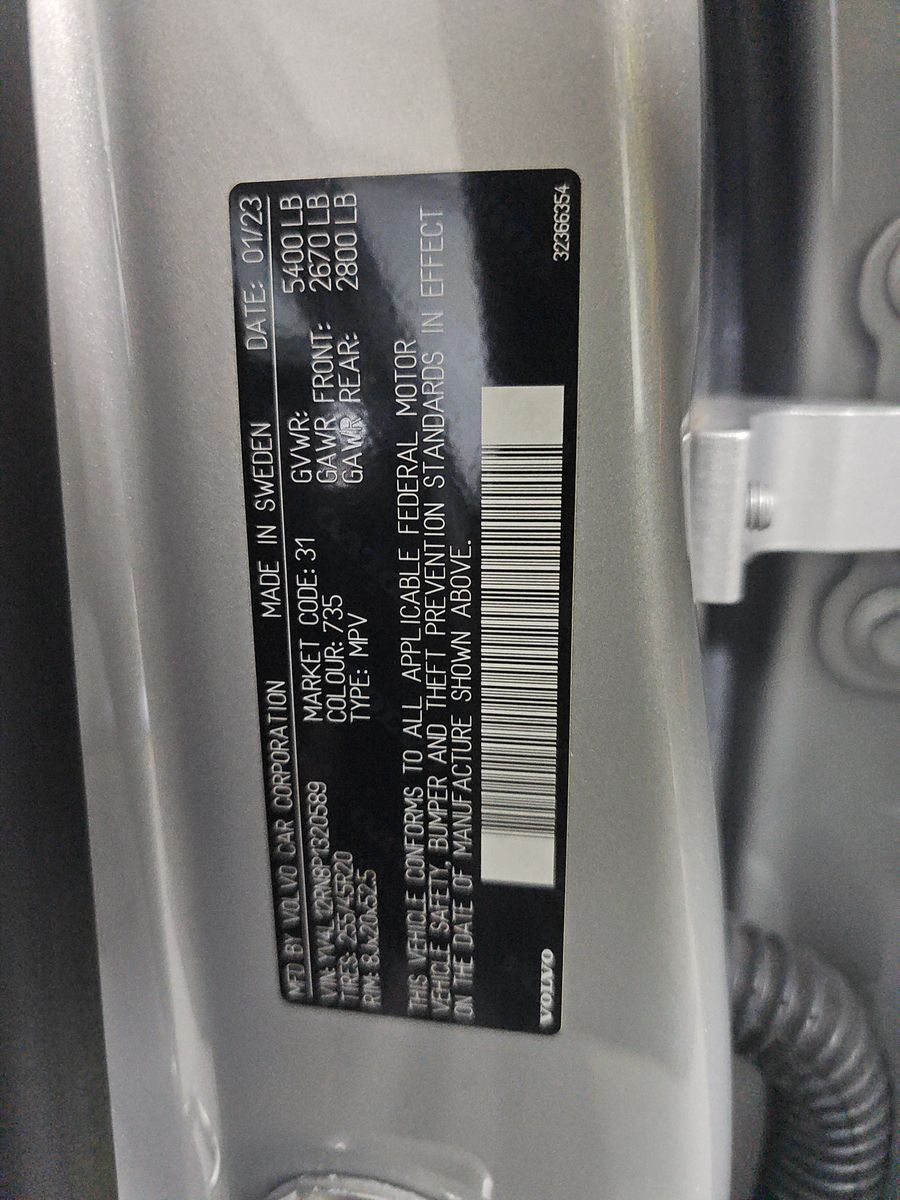 MFD BY VOLVO CAR CORPORATION MADE IN SWEDEN DATE: 01/23
VIN: YV4L12RN8P1320589 MARKET CODE: 31 GVWR: 5400 LB
TIRES: 255/45R20 COLOUR: 735 GAWR FRONT: 2670 LB
RIM: 8.0x20x52.5 TYPE: MPV GAWR REAR: 2800 LB
THIS VEHICLE CONFORMS TO ALL APPLICABLE FEDERAL MOTOR
VEHICLE SAFETY, BUMPER AND THEFT PREVENTION STANDARDS IN EFFECT
ON THE DATE OF MANUFACTURE SHOWN ABOVE.
VOLVO 32366354